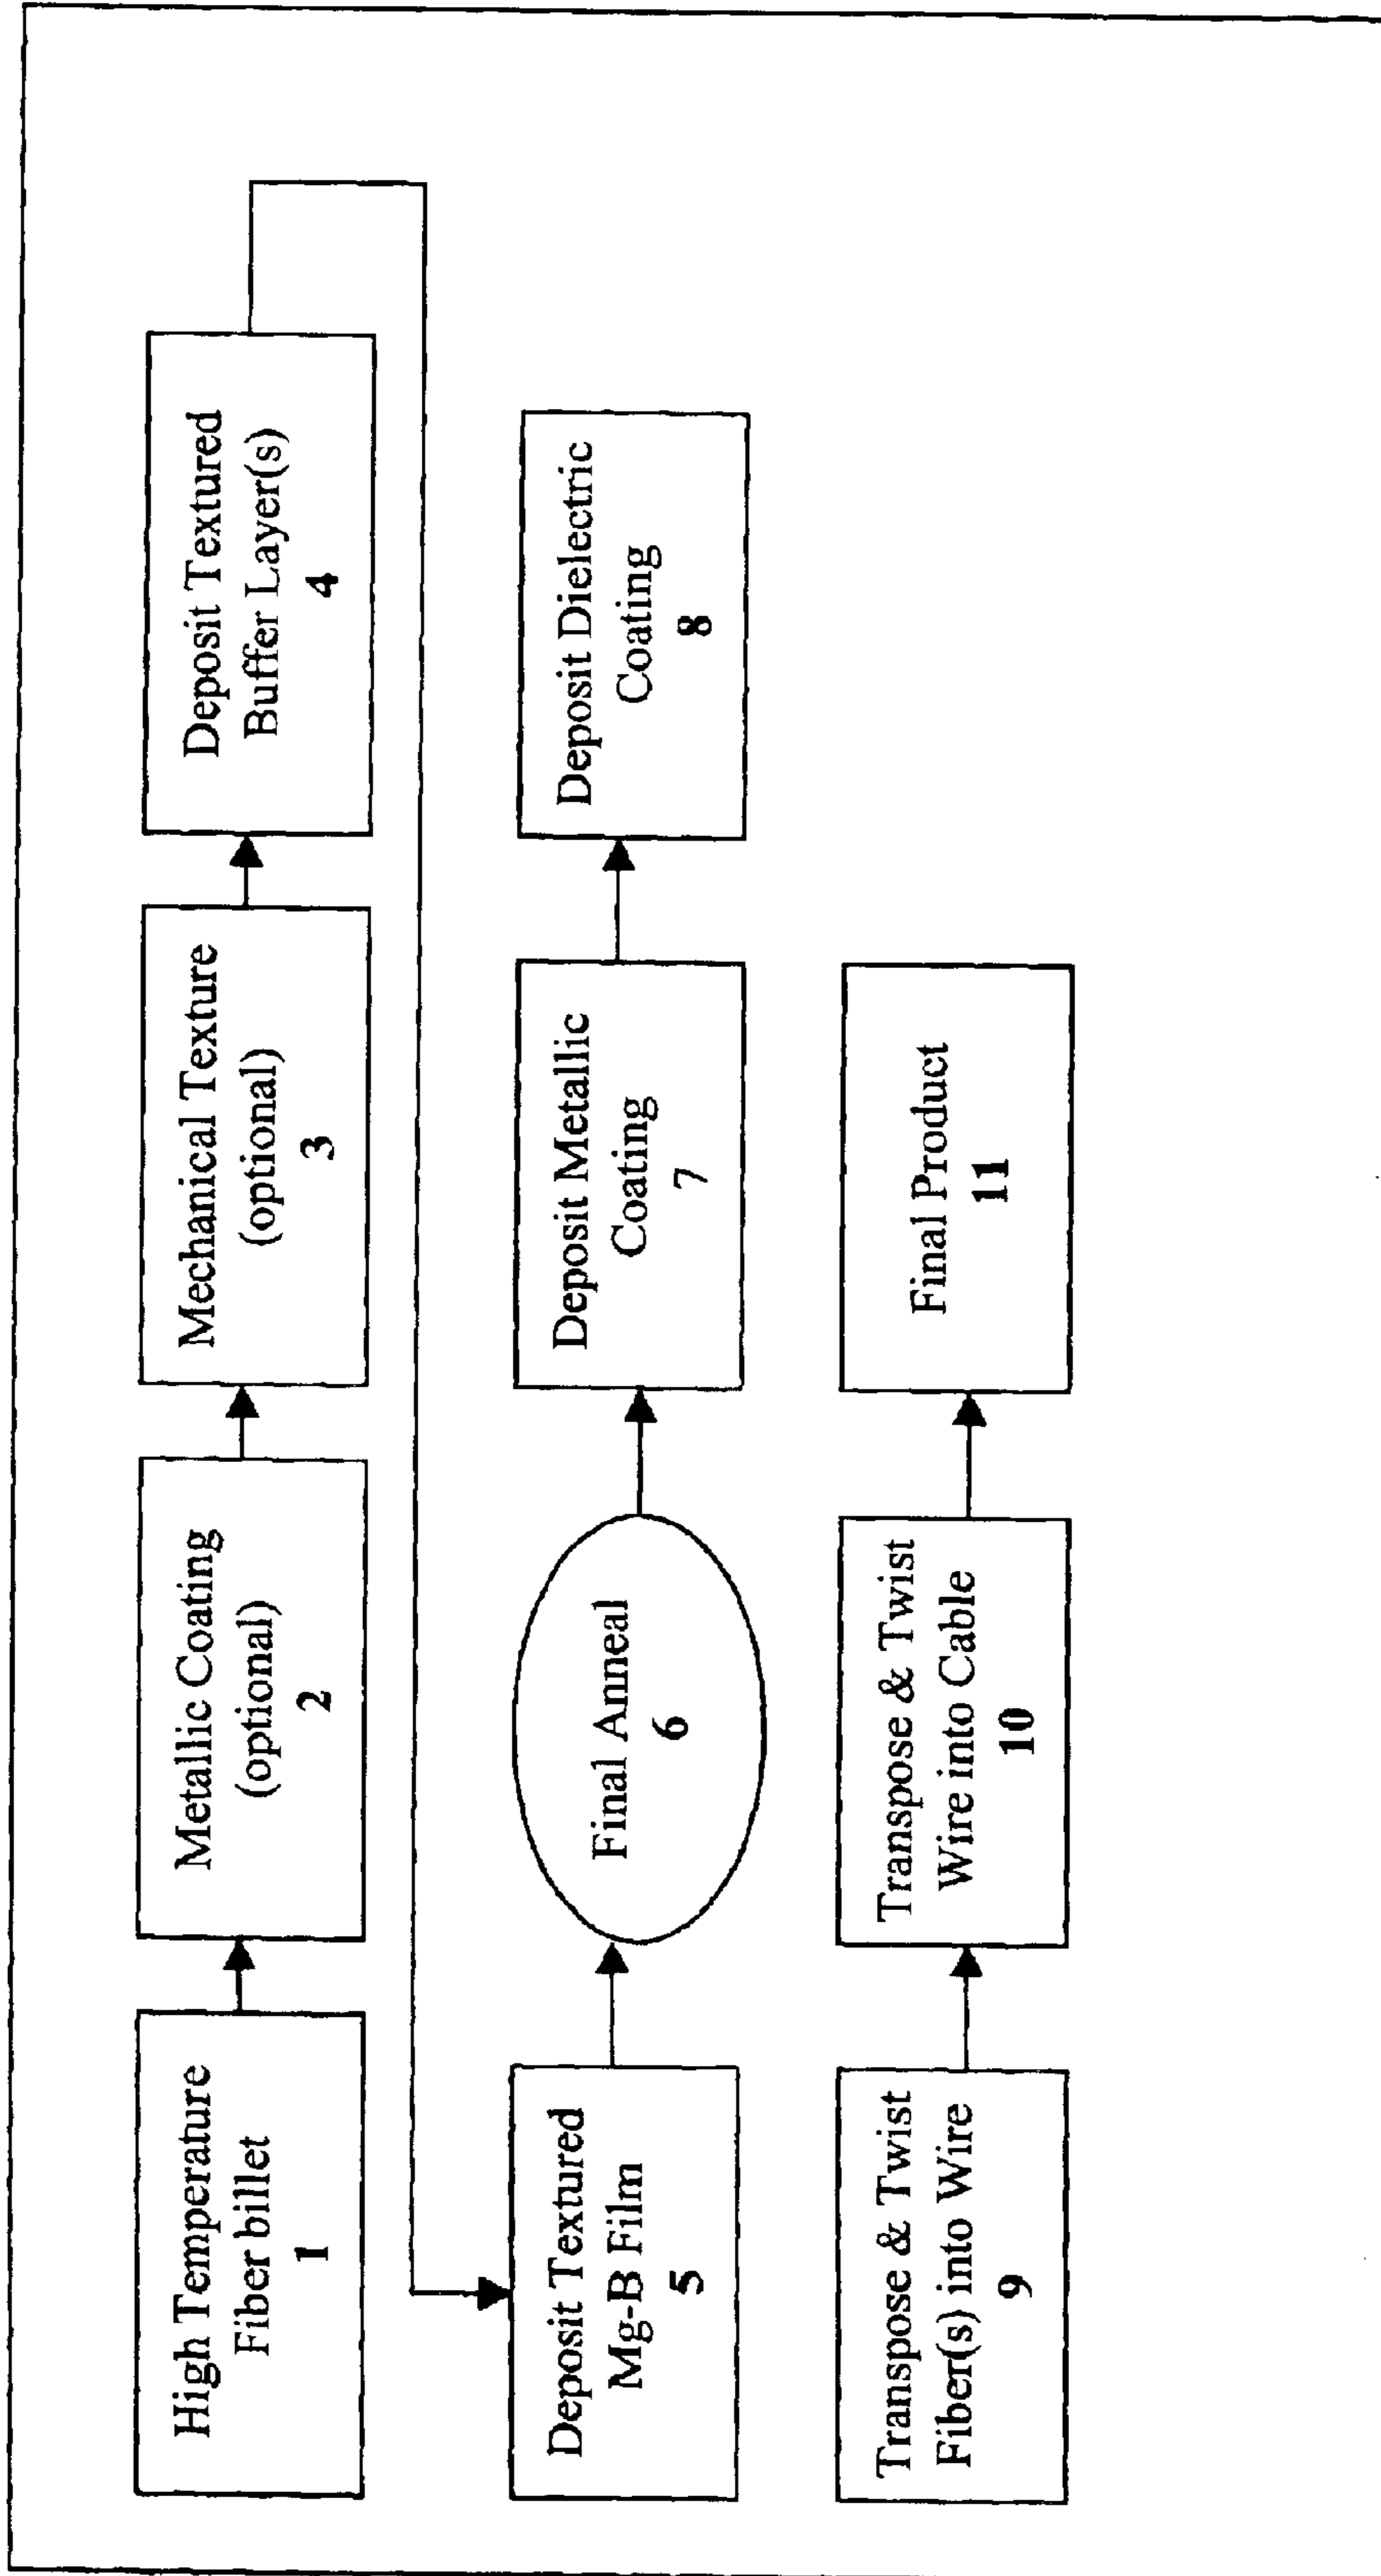 High Temperature
Fiber billet
1
Metallic Coating
(optional)
2
Mechanical Texture
(optional)
3
Deposit Textured
Buffer Layer(s)
4
Deposit Textured
Mg-B Film
5
Final Anneal
6
Deposit Metallic
Coating
7
Deposit Dielectric
Coating
8
Transpose & Twist
Fiber(s) into Wire
9
Transpose & Twist
Wire into Cable
10
Final Product
11